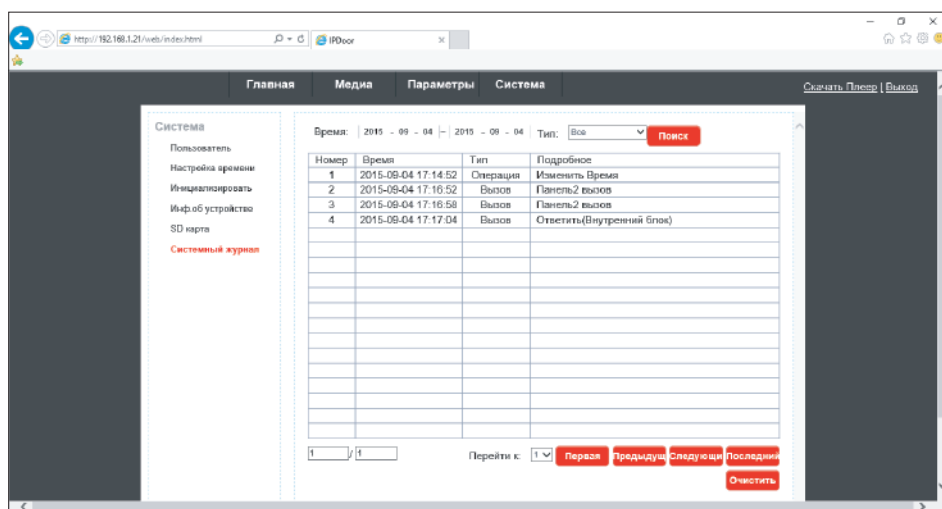 http://192.168.1.21/web/index.html
IPDoor
Главная Медиа Параметры Система
Скачать Плеер | Выход
Система
Пользователь
Настройка времени
Инициализировать
Инф.об устройстве
SD карта
Системный журнал
Время: 2015 - 09 - 04 - 2015 - 09 - 04 Тип: Все Поиск
Номер Время Тип Подробное
1 2015-09-04 17:14:52 Операция Изменить Время
2 2015-09-04 17:16:52 Вызов Панель2 вызов
3 2015-09-04 17:16:58 Вызов Панель2 вызов
4 2015-09-04 17:17:04 Вызов Ответить(Внутренний блок)
1 / 1 Перейти к: 1 Первая Предыдущ Следующи Последний
Очистить